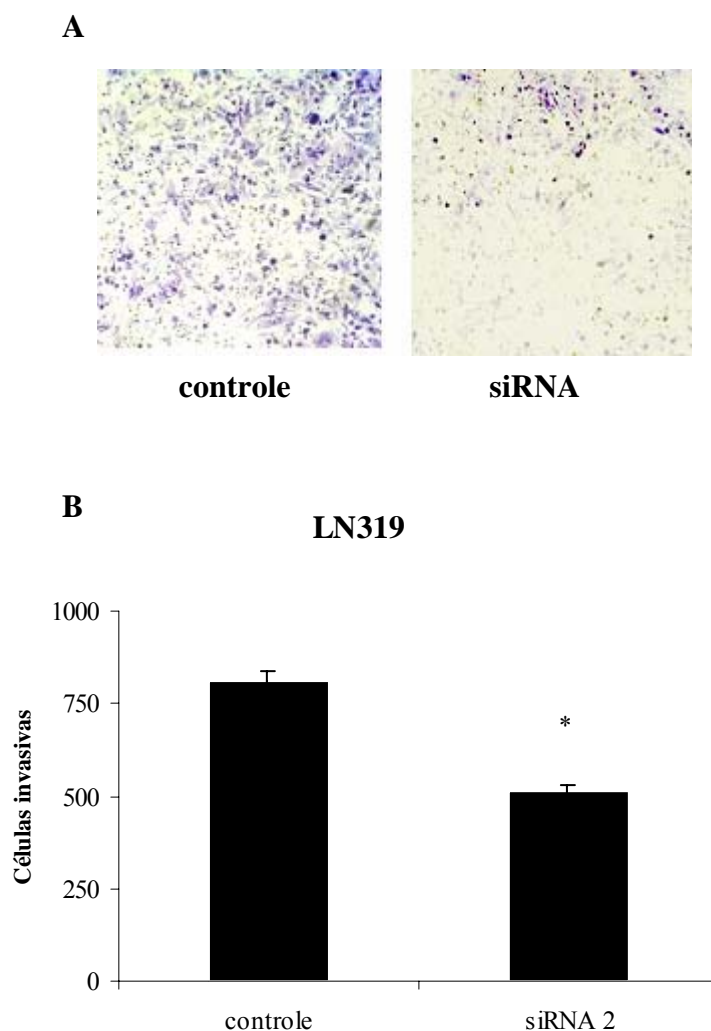 A
controle siRNA
B
LN319
1000
750
500
250
0
Células invasivas
*
controle siRNA 2